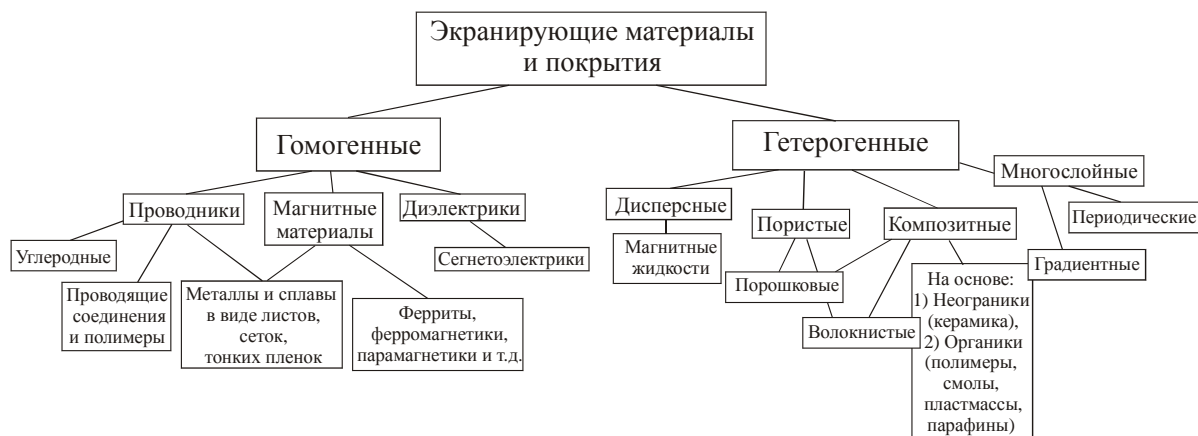 Экранирующие материалы
и покрытия
Гомогенные
Гетерогенные
Проводники
Магнитные
материалы
Диэлектрики
Углеродные
Проводящие
соединения
и полимеры
Металлы и сплавы
в виде листов,
сеток,
тонких пленок
Ферриты,
ферромагнетики,
парамагнетики и т.д.
Сегнетоэлектрики
Дисперсные
Магнитные
жидкости
Пористые
Порошковые
Композитные
Волокнистые
На основе:
1) Неограники
(керамика),
2) Органики
(полимеры,
смолы,
пластмассы,
парафины)
Многослойные
Периодические
Градиентные